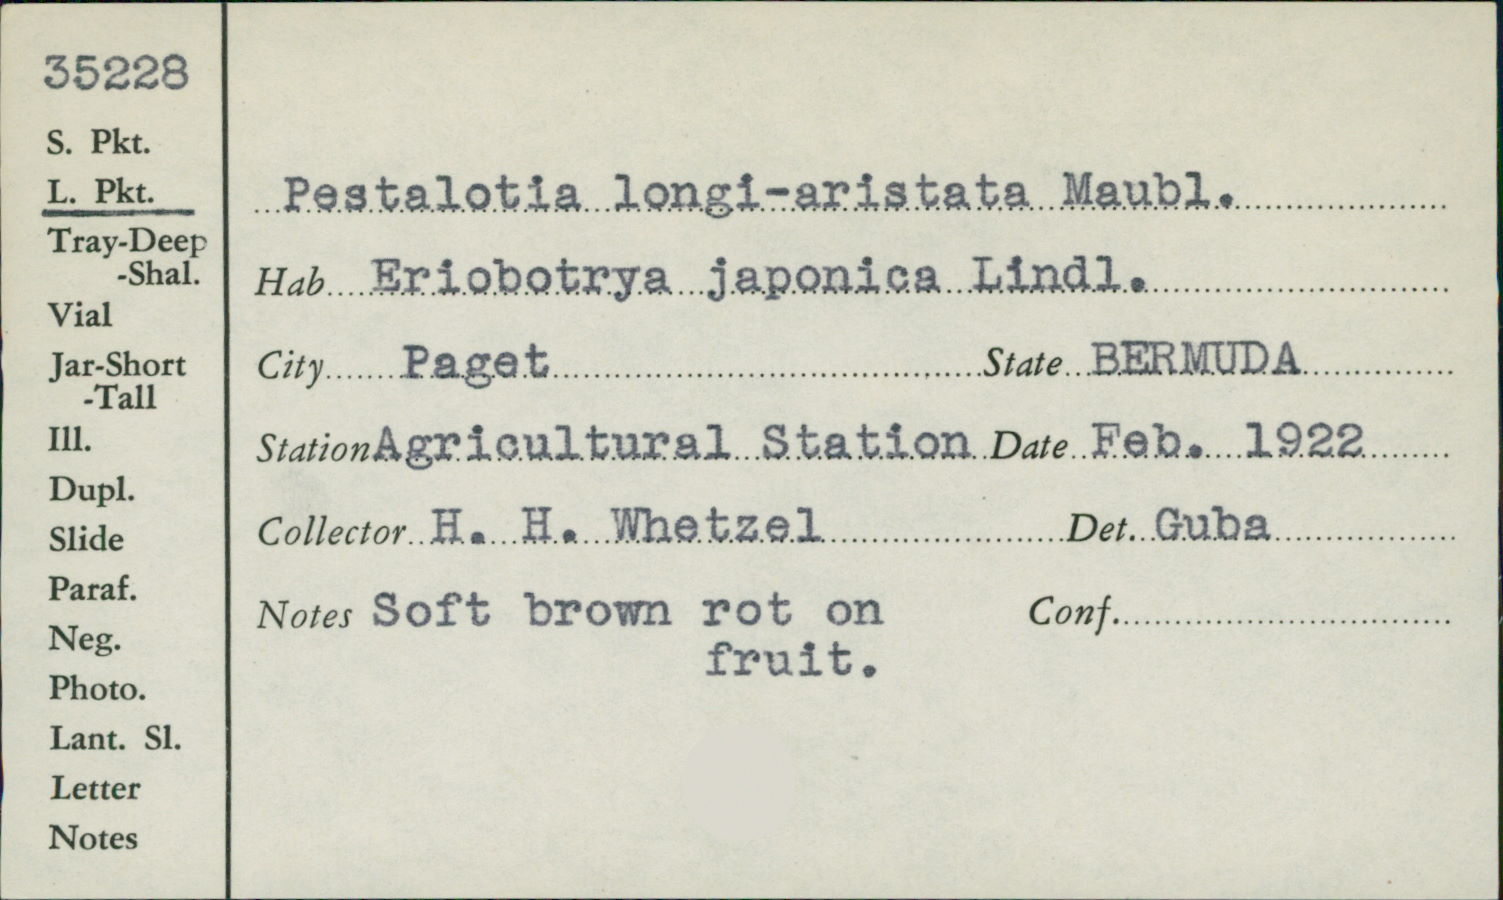 35228
S. Pkt.
L. Pkt.
Tray-Deep
-Shal.
Vial
Jar-Short
-Tall
Ill.
Dupl.
Slide
Paraf.
Neg.
Photo.
Lant. Sl.
Letter
Notes
Pestalotia longi-aristata Maubl.
Hab Eriobotrya japonica Lindl.
City Paget State BERMUDA
Station Agricultural Station Date Feb. 1922
Collector H. H. Whetzel Det. Guba
Notes Soft brown rot on Conf.
fruit.